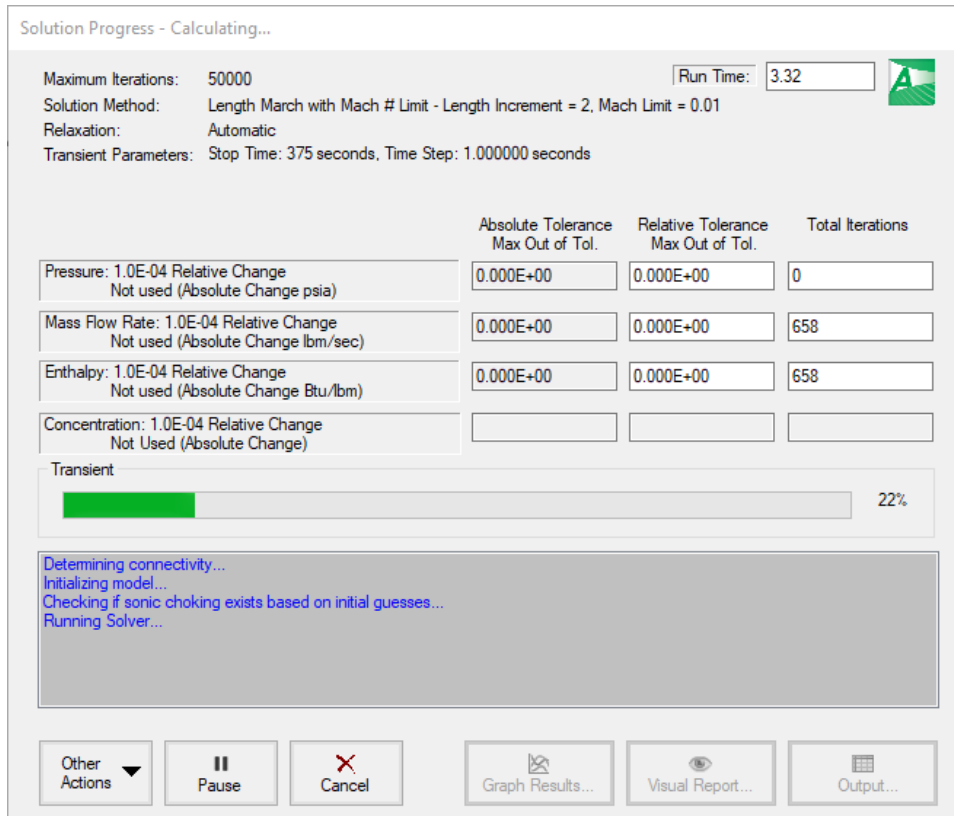 Solution Progress - Calculating...
Maximum Iterations: 50000
Run Time: 3.32
Solution Method: Length March with Mach # Limit - Length Increment = 2, Mach Limit = 0.01
Relaxation: Automatic
Transient Parameters: Stop Time: 375 seconds, Time Step: 1.000000 seconds
Absolute Tolerance Relative Tolerance Total Iterations
Max Out of Tol. Max Out of Tol.
Pressure: 1.0E-04 Relative Change 0.000E+00 0.000E+00 0
Not used (Absolute Change psia)
Mass Flow Rate: 1.0E-04 Relative Change 0.000E+00 0.000E+00 658
Not used (Absolute Change lbm/sec)
Enthalpy: 1.0E-04 Relative Change 0.000E+00 0.000E+00 658
Not used (Absolute Change Btu/lbm)
Concentration: 1.0E-04 Relative Change
Not Used (Absolute Change)
Transient
22%
Determining connectivity...
Initializing model...
Checking if sonic choking exists based on initial guesses...
Running Solver...
Other Actions
Pause
Cancel
Graph Results...
Visual Report...
Output...